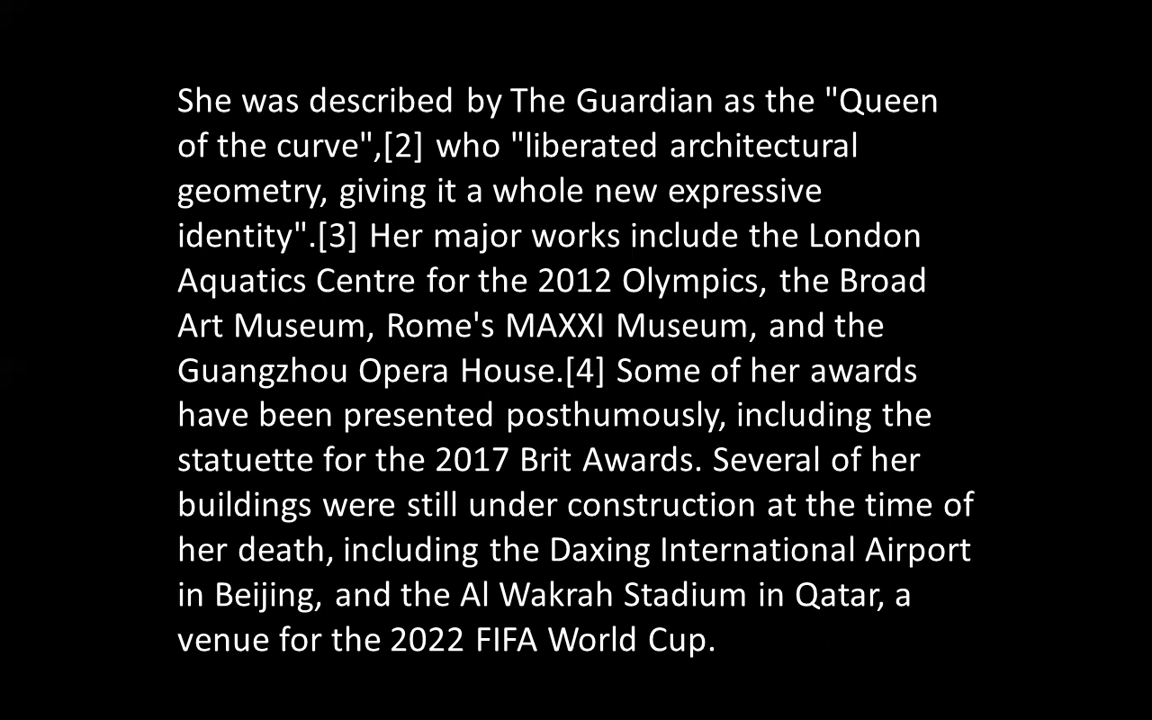 She was described by The Guardian as the "Queen
of the curve",[2] who "liberated architectural
geometry, giving it a whole new expressive
identity".[3] Her major works include the London
Aquatics Centre for the 2012 Olympics, the Broad
Art Museum, Rome's MAXXI Museum, and the
Guangzhou Opera House.[4] Some of her awards
have been presented posthumously, including the
statuette for the 2017 Brit Awards. Several of her
buildings were still under construction at the time of
her death, including the Daxing International Airport
in Beijing, and the Al Wakrah Stadium in Qatar, a
venue for the 2022 FIFA World Cup.